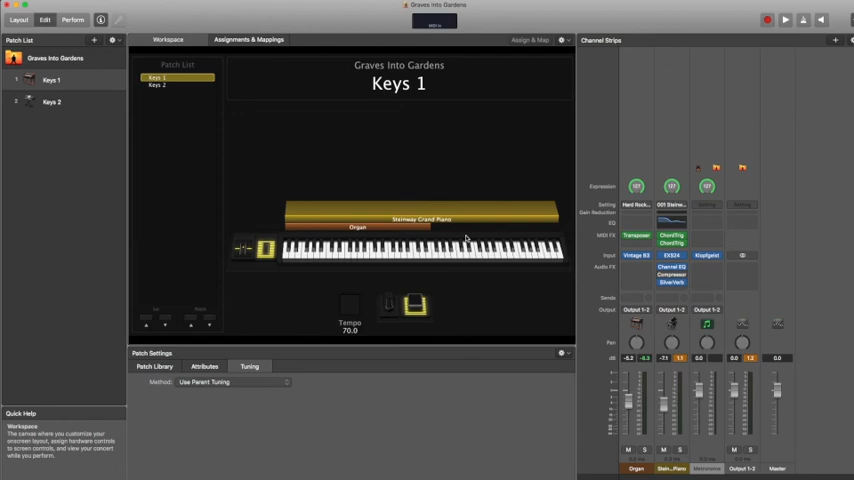 Graves Into Gardens
Layout Edit Perform
MIDI In
Patch List
Workspace Assignments & Mappings
Assign & Map
Channel Strips
Graves Into Gardens
1 Keys 1
2 Keys 2
Patch List
Keys 1
Keys 2
Graves Into Gardens
Keys 1
Steinway Grand Piano
Organ
Tempo
70.0
Expression
127 127 127
Setting Hard Rock... 001 Steinw... Setting Setting
Gain Reduction
EQ
MIDI FX Transposer ChordTrig
ChordTrig
Input Vintage B3 EXS24 Klopfgeist
Audio FX Channel EQ
Compressor
SilverVerb
Sends
Output Output 1-2 Output 1-2 Output 1-2
Pan
dB -5.2 -8.3 -7.1 1.1 0.0 0.0 1.2 0.0
M S M S M S M S
Organ Stein...Piano Metronome Output 1-2 Master
Patch Settings
Patch Library Attributes Tuning
Method: Use Parent Tuning
Quick Help
Workspace
The canvas where you customize your
onscreen layout, assign hardware controls
to screen controls, and view your concert
while you perform.